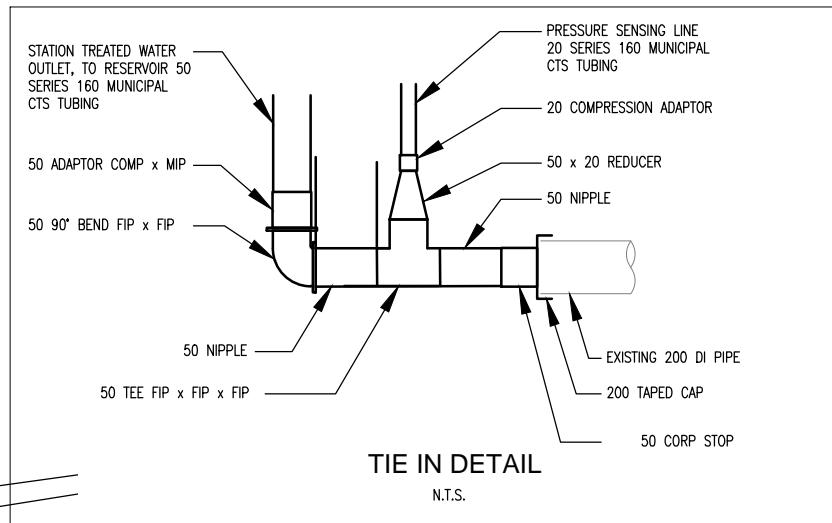 STATION TREATED WATER
OUTLET, TO RESERVOIR 50
SERIES 160 MUNICIPAL
CTS TUBING
50 ADAPTOR COMP x MIP
50 90° BEND FIP x FIP
50 NIPPLE
50 TEE FIP x FIP x FIP
PRESSURE SENSING LINE
20 SERIES 160 MUNICIPAL
CTS TUBING
20 COMPRESSION ADAPTOR
50 x 20 REDUCER
50 NIPPLE
EXISTING 200 DI PIPE
200 TAPED CAP
50 CORP STOP
TIE IN DETAIL
N.T.S.